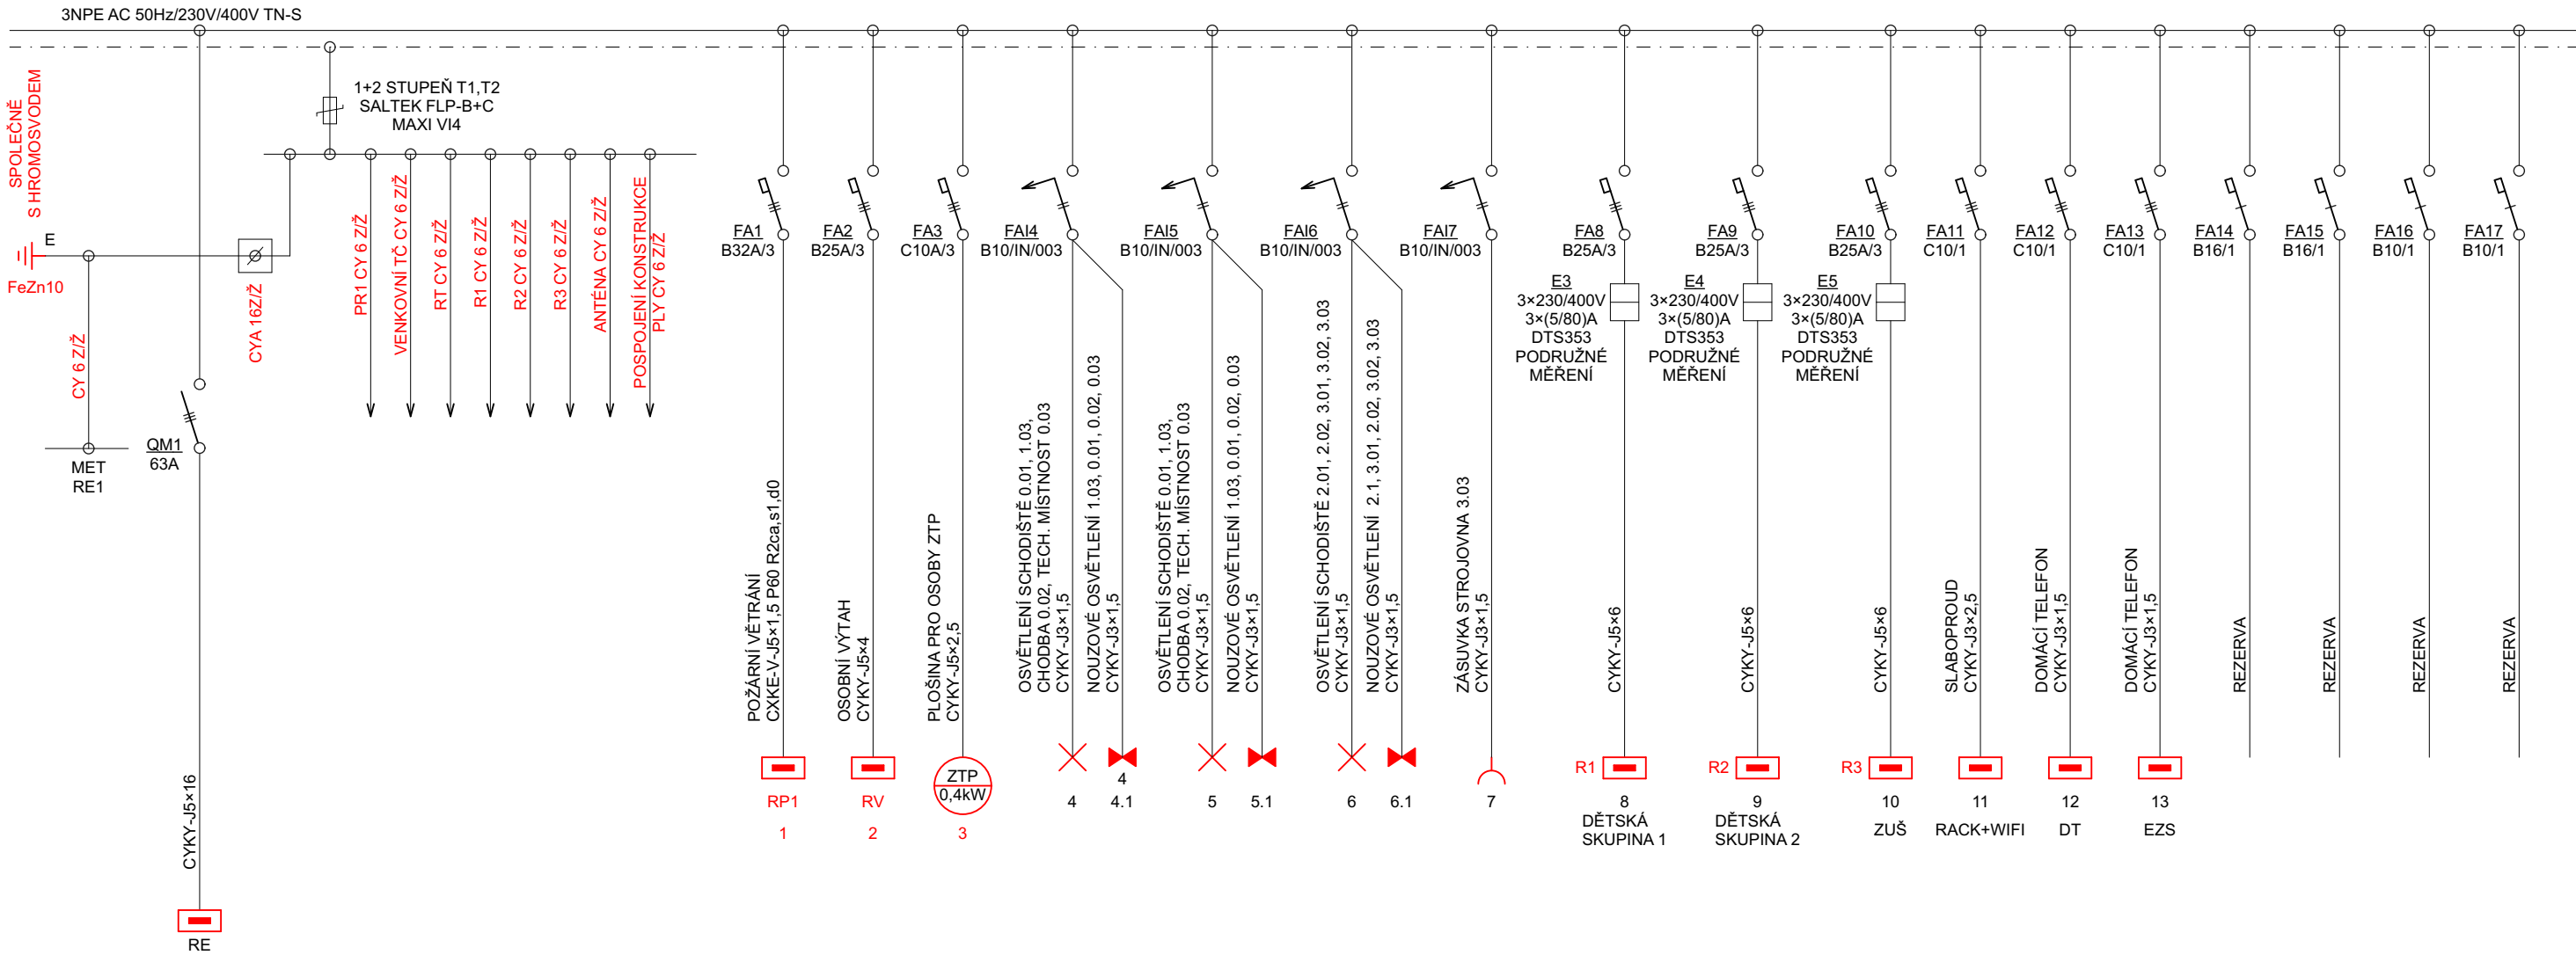 3NPE AC 50Hz/230V/400V TN-S
SPOLEČNĚ
S HROMOSVODEM
E
FeZn10
CY 6 Z/Ž
MET
RE1
CYA 16Z/Ž
QM1
63A
CYKY-J5×16
RE
1+2 STUPEŇ T1,T2
SALTEK FLP-B+C
MAXI VI4
PR1 CY 6 Z/Ž
VENKOVNÍ TČ CY 6 Z/Ž
RT CY 6 Z/Ž
R1 CY 6 Z/Ž
R2 CY 6 Z/Ž
R3 CY 6 Z/Ž
ANTÉNA CY 6 Z/Ž
POSPOJENÍ KONSTRUKCE
PLY CY 6 Z/Ž
FA1
B32A/3
POŽÁRNÍ VĚTRÁNÍ
CXKE-V-J5×1,5 P60 R2ca,s1,d0
RP1
1
FA2
B25A/3
OSOBNÍ VÝTAH
CYKY-J5×4
RV
2
FA3
C10A/3
PLOŠINA PRO OSOBY ZTP
CYKY-J5×2,5
ZTP
0,4kW
3
FAI4
B10/IN/003
OSVĚTLENÍ SCHODIŠTĚ 0.01, 1.03,
CHODBA 0.02, TECH. MÍSTNOST 0.03
CYKY-J3×1,5
4
NOUZOVÉ OSVĚTLENÍ 1.03, 0.01, 0.02, 0.03
CYKY-J3×1,5
4
4.1
FAI5
B10/IN/003
OSVĚTLENÍ SCHODIŠTĚ 0.01, 1.03,
CHODBA 0.02, TECH. MÍSTNOST 0.03
CYKY-J3×1,5
5
NOUZOVÉ OSVĚTLENÍ 1.03, 0.01, 0.02, 0.03
CYKY-J3×1,5
5.1
FAI6
B10/IN/003
OSVĚTLENÍ SCHODIŠTĚ 2.01, 2.02, 3.01, 3.02, 3.03
CYKY-J3×1,5
6
NOUZOVÉ OSVĚTLENÍ 2.1, 3.01, 2.02, 3.02, 3.03
CYKY-J3×1,5
6.1
FAI7
B10/IN/003
ZÁSUVKA STROJOVNA 3.03
CYKY-J3×1,5
7
FA8
B25A/3
E3
3×230/400V
3×(5/80)A
DTS353
PODRUŽNÉ
MĚŘENÍ
CYKY-J5×6
R1
8
DĚTSKÁ
SKUPINA 1
FA9
B25A/3
E4
3×230/400V
3×(5/80)A
DTS353
PODRUŽNÉ
MĚŘENÍ
CYKY-J5×6
R2
9
DĚTSKÁ
SKUPINA 2
FA10
B25A/3
E5
3×230/400V
3×(5/80)A
DTS353
PODRUŽNÉ
MĚŘENÍ
CYKY-J5×6
R3
10
ZUŠ
FA11
C10/1
SLABOPROUD
CYKY-J3×2,5
11
RACK+WIFI
FA12
C10/1
DOMÁCÍ TELEFON
CYKY-J3×1,5
12
DT
FA13
C10/1
DOMÁCÍ TELEFON
CYKY-J3×1,5
13
EZS
FA14
B16/1
REZERVA
FA15
B16/1
REZERVA
FA16
B10/1
REZERVA
FA17
B10/1
REZERVA